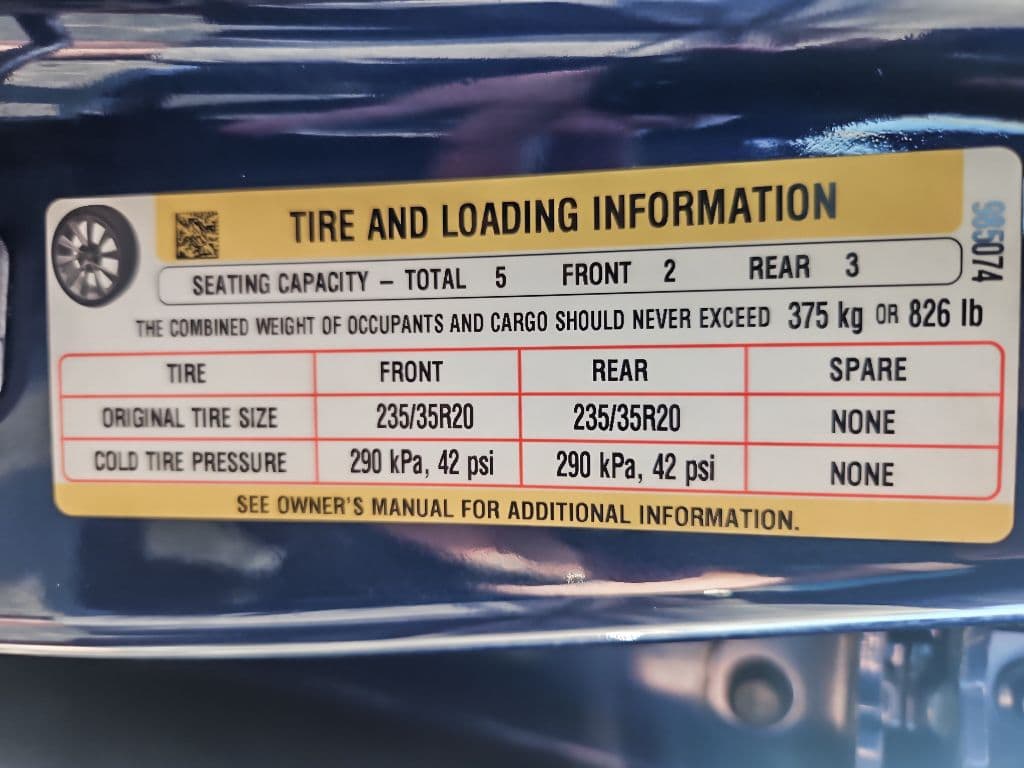 TIRE AND LOADING INFORMATION
SEATING CAPACITY – TOTAL 5 FRONT 2 REAR 3
THE COMBINED WEIGHT OF OCCUPANTS AND CARGO SHOULD NEVER EXCEED 375 kg OR 826 lb
TIRE FRONT REAR SPARE
ORIGINAL TIRE SIZE 235/35R20 235/35R20 NONE
COLD TIRE PRESSURE 290 kPa, 42 psi 290 kPa, 42 psi NONE
SEE OWNER'S MANUAL FOR ADDITIONAL INFORMATION.
985074